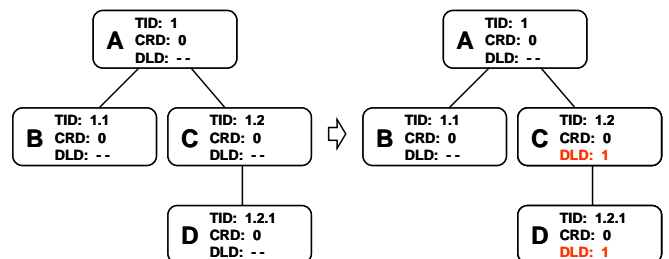 A
TID: 1
CRD: 0
DLD: - -
B
TID: 1.1
CRD: 0
DLD: - -
C
TID: 1.2
CRD: 0
DLD: - -
D
TID: 1.2.1
CRD: 0
DLD: - -
A
TID: 1
CRD: 0
DLD: - -
B
TID: 1.1
CRD: 0
DLD: - -
C
TID: 1.2
CRD: 0
DLD: 1
D
TID: 1.2.1
CRD: 0
DLD: 1